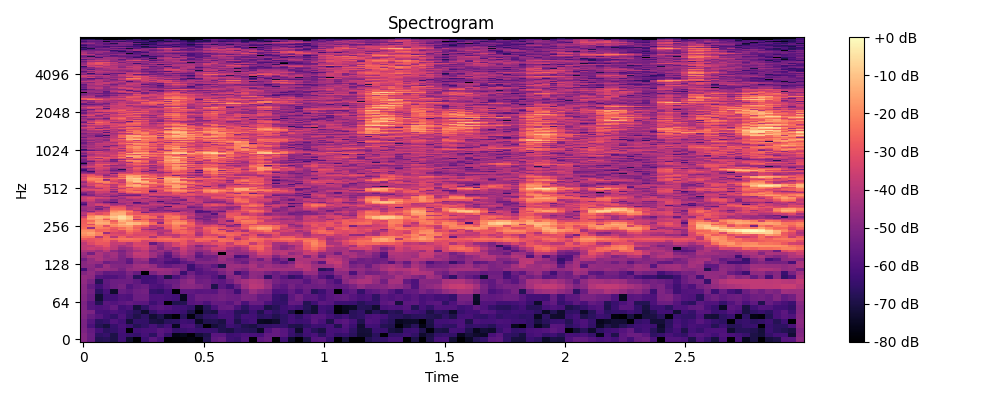 Spectrogram
+0 dB
4096
-10 dB
2048
-20 dB
1024
-30 dB
Hz
512
-40 dB
256
-50 dB
128
-60 dB
64
-70 dB
0
-80 dB
0 0.5 1 1.5 2 2.5
Time